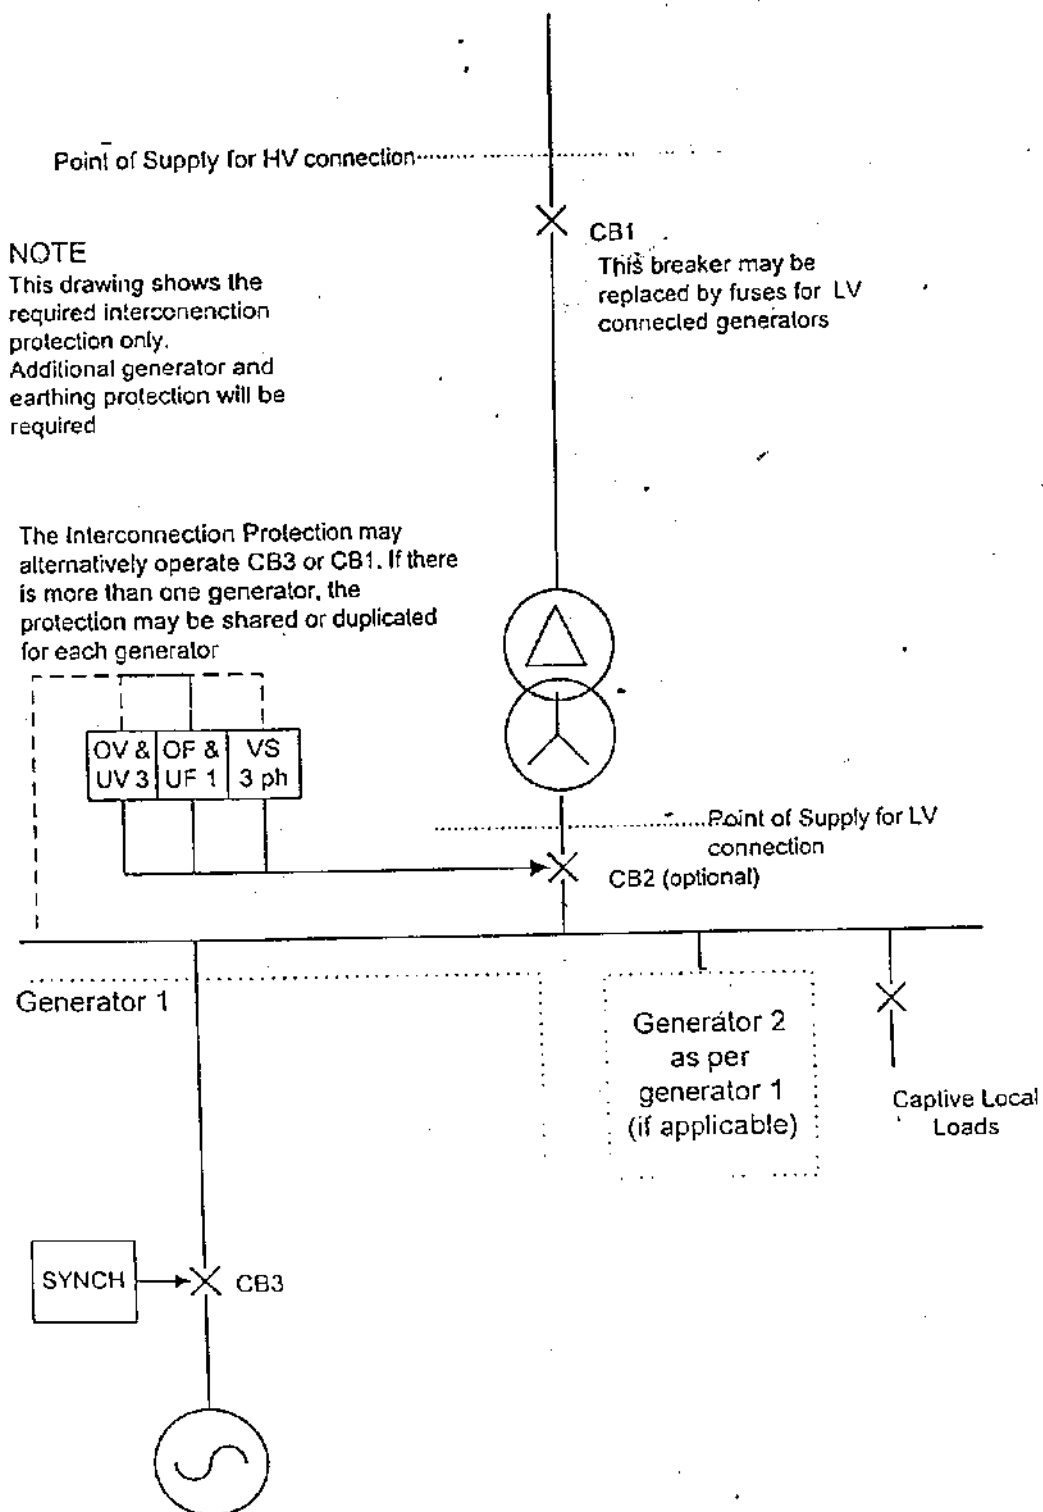 Point of Supply for HV connection
CB1
This breaker may be
replaced by fuses for LV
connected generators
NOTE
This drawing shows the
required interconenction
protection only.
Additional generator and
earthing protection will be
required
The Interconnection Protection may
alternatively operate CB3 or CB1. If there
is more than one generator, the
protection may be shared or duplicated
for each generator
OV &
UV 3
OF &
UF 1
VS
3 ph
Point of Supply for LV
connection
CB2 (optional)
Generator 1
Generator 2
as per
generator 1
(if applicable)
Captive Local
Loads
SYNCH
CB3